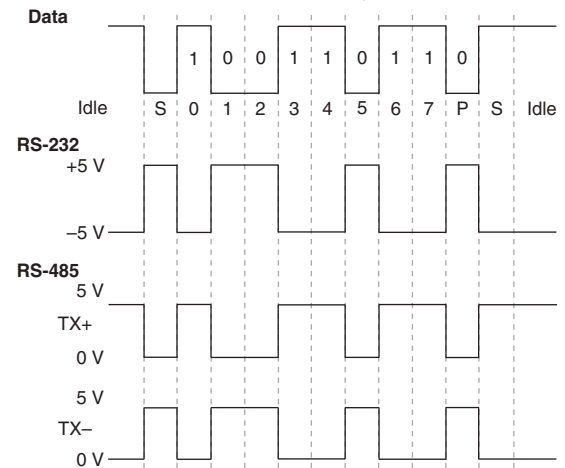 Data
1 0 0 1 1 0 1 1 0
Idle S 0 1 2 3 4 5 6 7 P S Idle
RS-232
+5 V
–5 V
RS-485
5 V
TX+
0 V
5 V
TX–
0 V